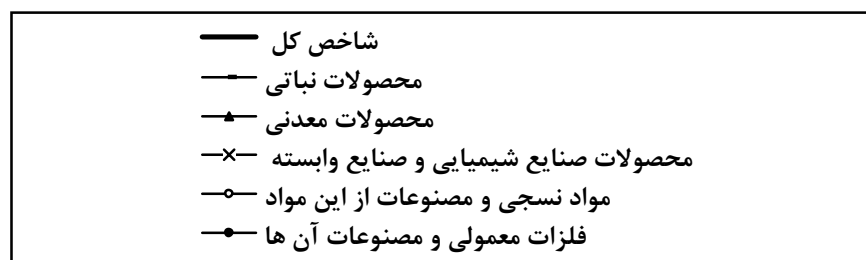 شاخص کل
محصولات نباتی
محصولات معدنی
محصولات صنایع شیمیایی و صنایع وابسته
مواد نسجی و مصنوعات از این مواد
فلزات معمولی و مصنوعات آن ها